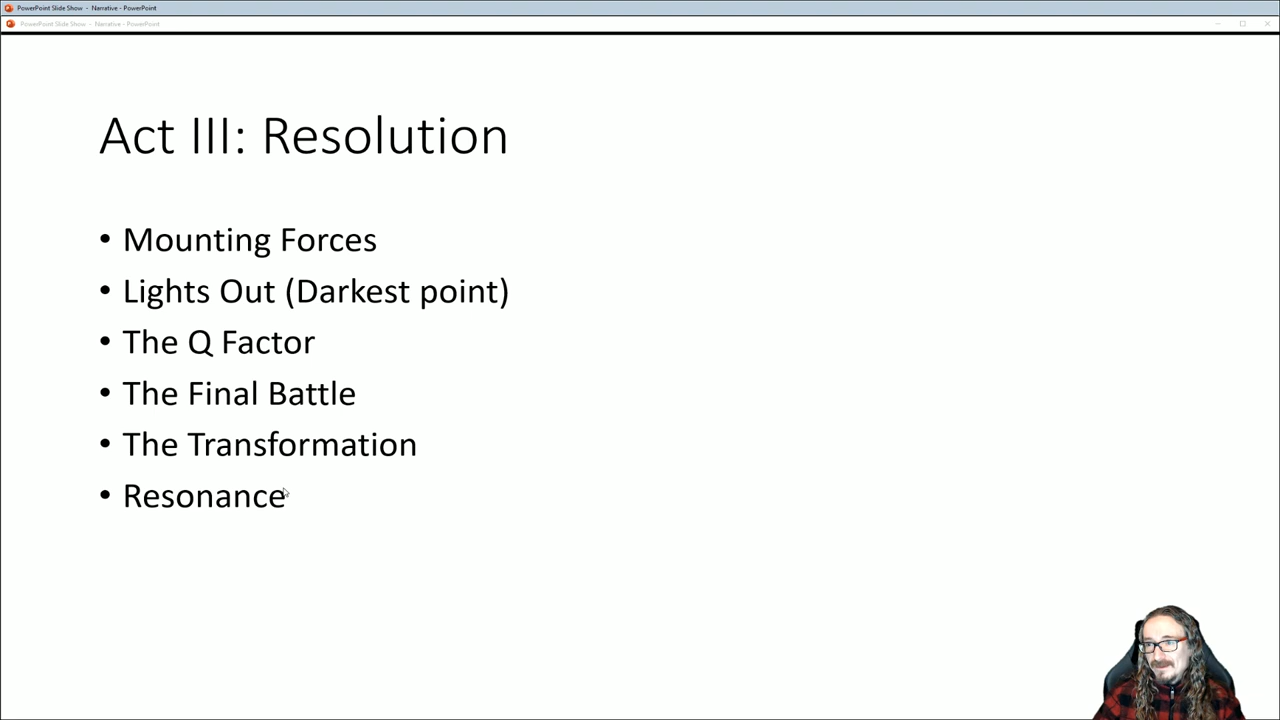 PowerPoint Slide Show - Narrative - PowerPoint
PowerPoint Slide Show - Narrative - PowerPoint
Act III: Resolution
• Mounting Forces
• Lights Out (Darkest point)
• The Q Factor
• The Final Battle
• The Transformation
• Resonance